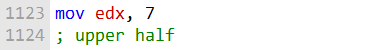 1123 mov edx, 7
1124 ; upper half